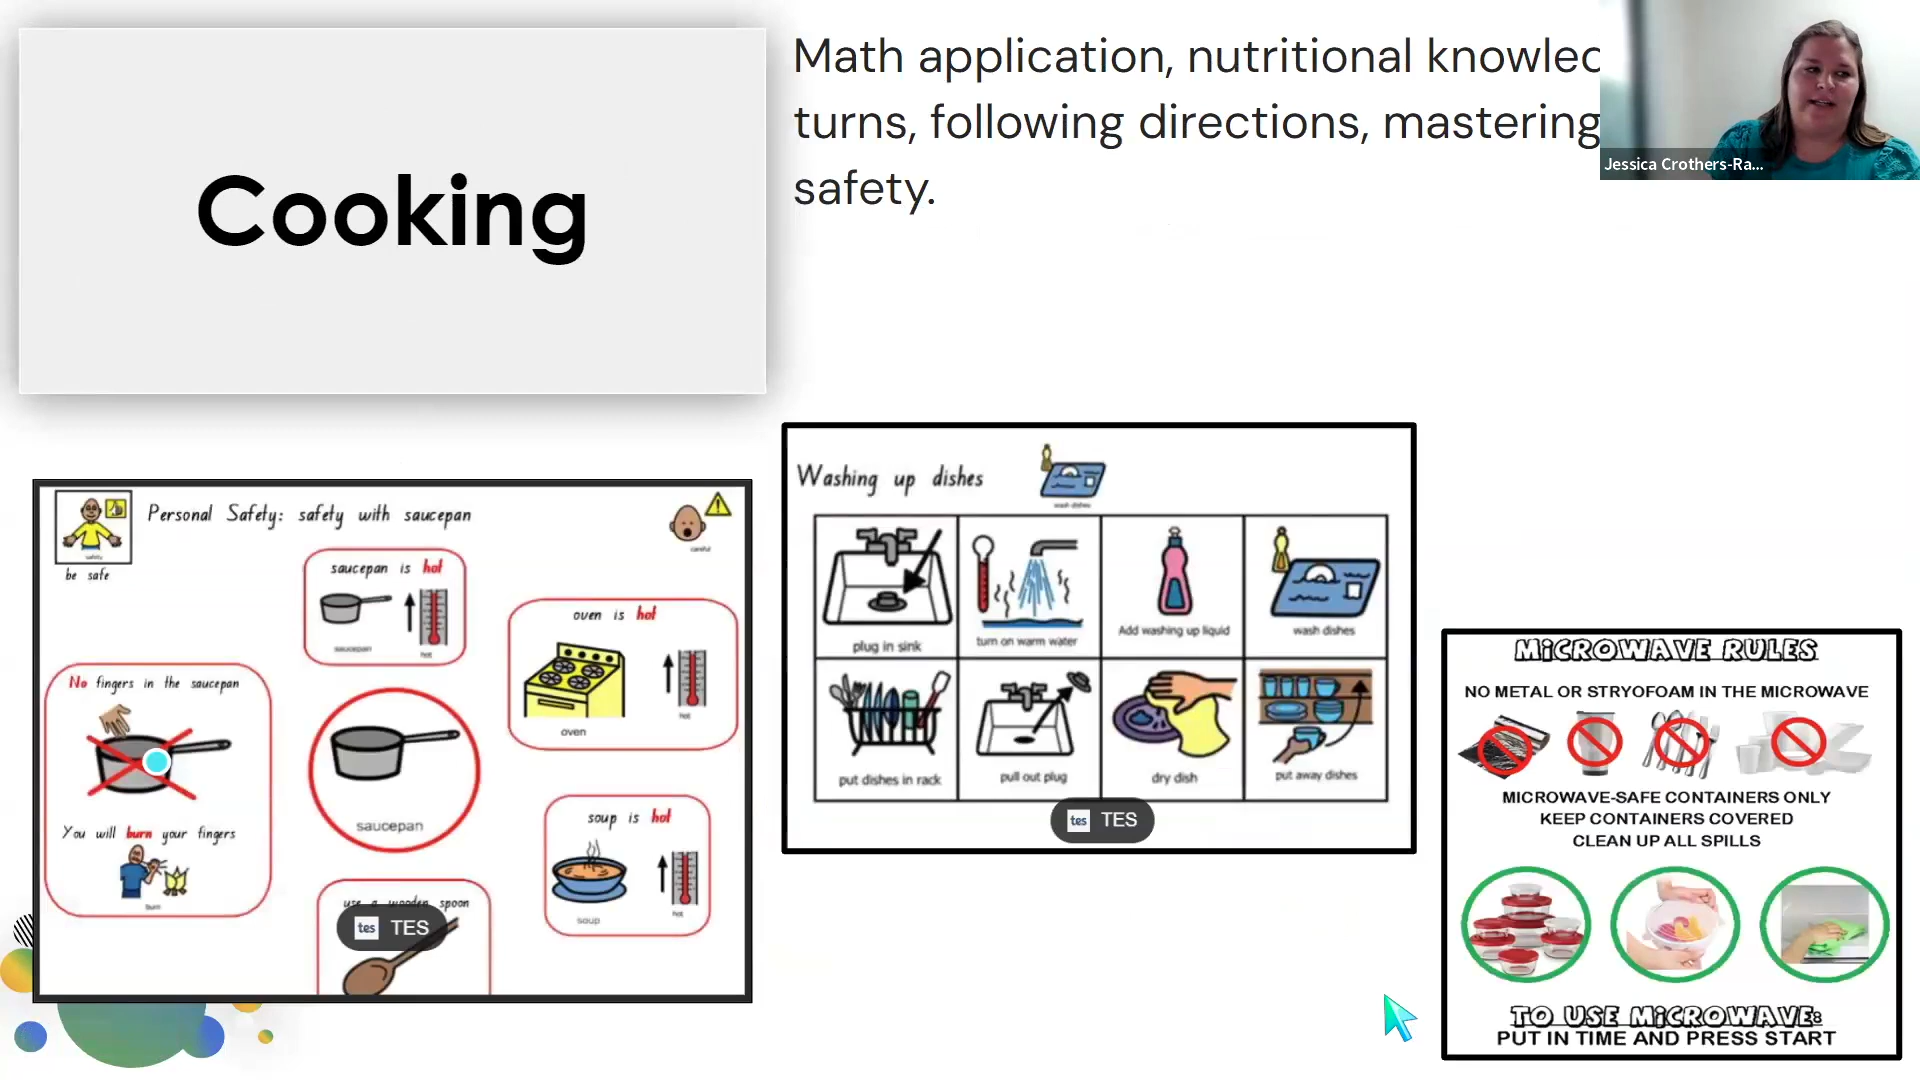 Cooking
Math application, nutritional knowled
turns, following directions, mastering
safety.
Jessica Crothers-Ra...
Personal Safety: safety with saucepan
safety
be safe
careful
saucepan is hot
saucepan
hot
oven is hot
oven
hot
No fingers in the saucepan
You will burn your fingers
burn
saucepan
soup is hot
soup
hot
use a wooden spoon
tes TES
Washing up dishes
wash dishes
plug in sink
turn on warm water
Add washing up liquid
wash dishes
put dishes in rack
pull out plug
dry dish
put away dishes
tes TES
MICROWAVE RULES
NO METAL OR STRYOFOAM IN THE MICROWAVE
MICROWAVE-SAFE CONTAINERS ONLY
KEEP CONTAINERS COVERED
CLEAN UP ALL SPILLS
TO USE MICROWAVE:
PUT IN TIME AND PRESS START